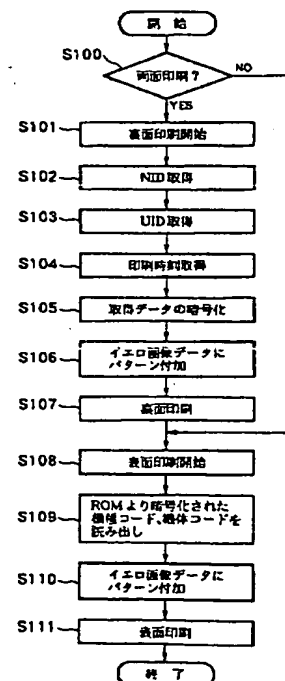 開始
S100
両面印刷?
NO
YES
S101
裏面印刷開始
S102
NID取得
S103
UID取得
S104
印刷時刻取得
S105
取得データの暗号化
S106
イエロ画像データに
パターン付加
S107
裏面印刷
S108
表面印刷開始
S109
ROMより暗号化された
機種コード、機体コードを
読み出し
S110
イエロ画像データに
パターン付加
S111
表面印刷
終了